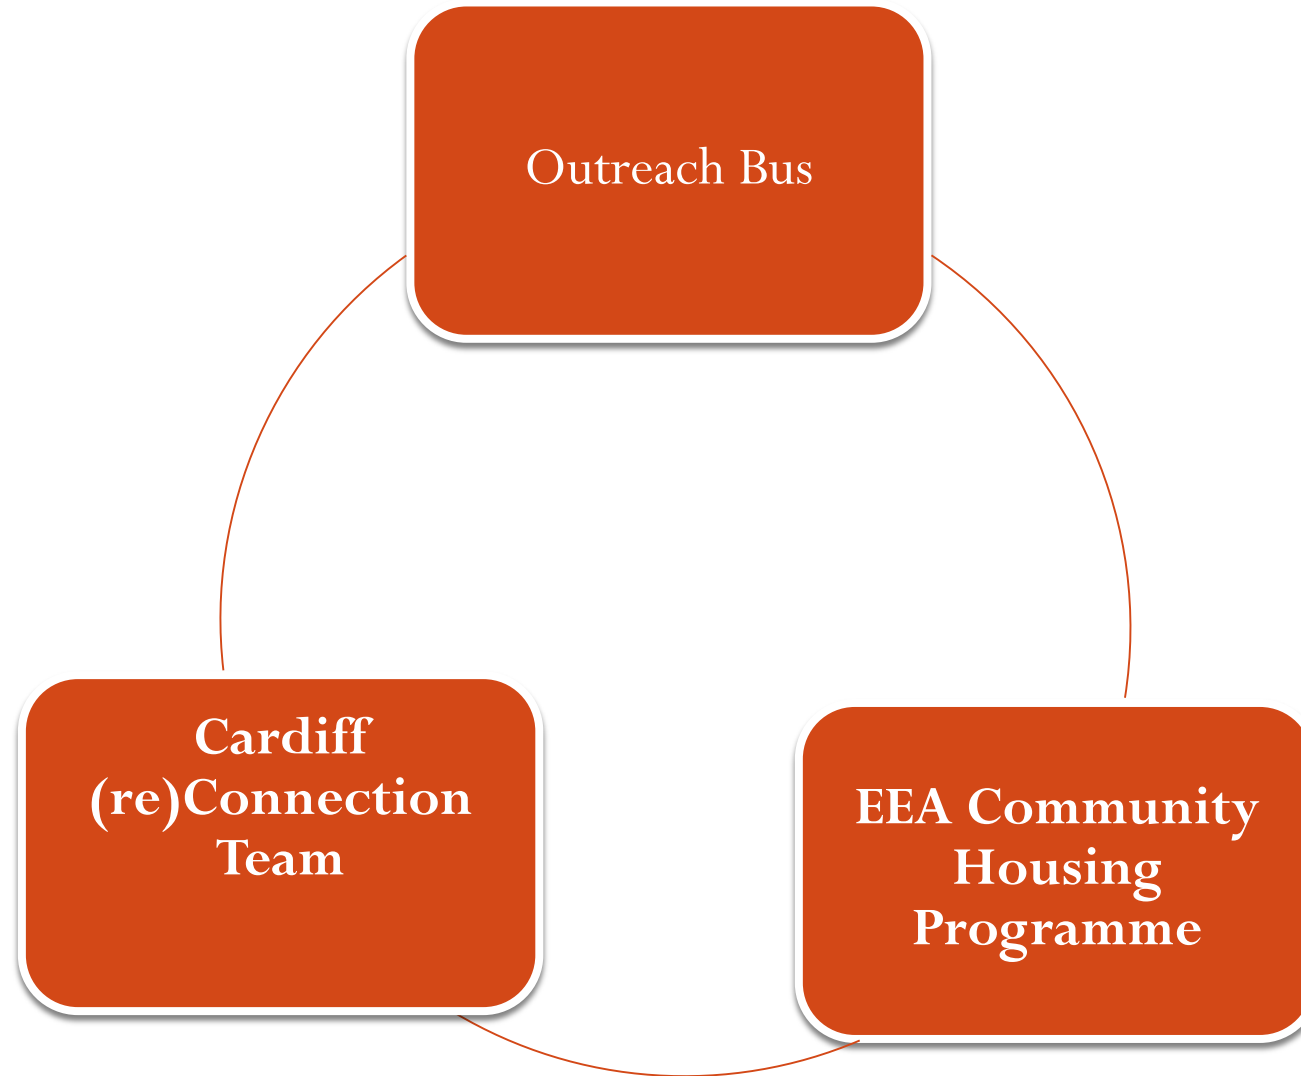 Outreach Bus
Cardiff
(re)Connection
Team
EEA Community
Housing
Programme